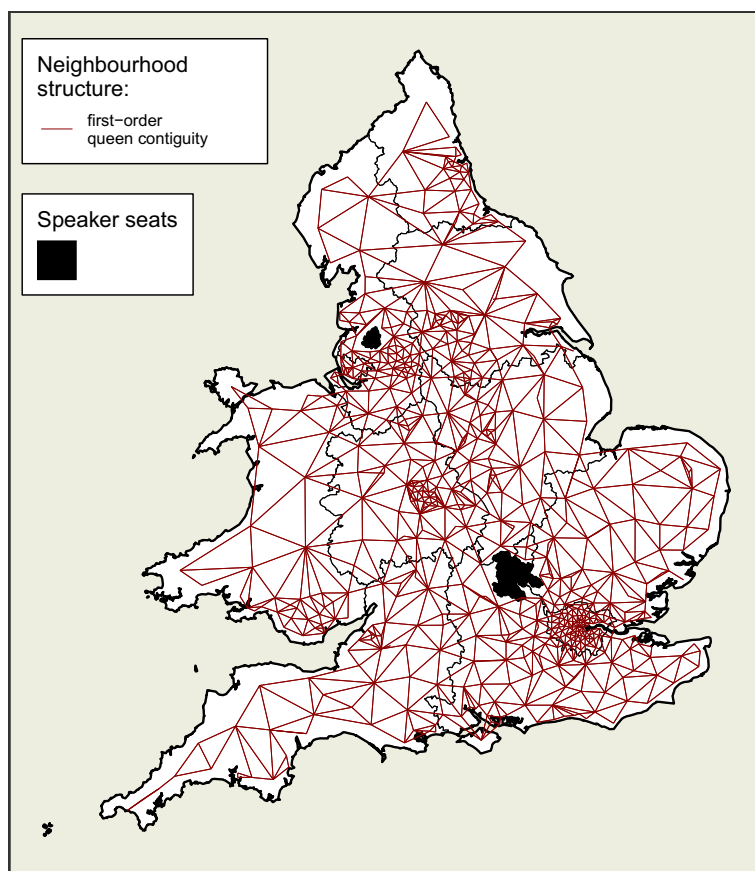 Neighbourhood
structure:
first−order
queen contiguity
Speaker seats